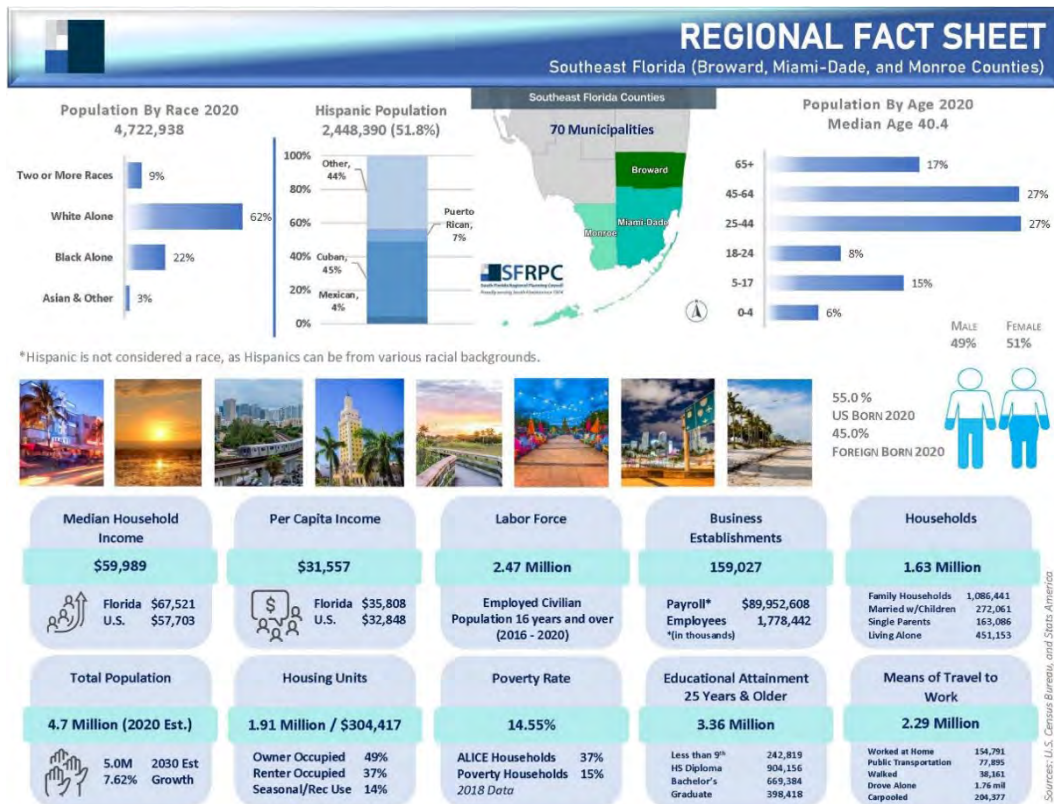 REGIONAL FACT SHEET
Southeast Florida (Broward, Miami-Dade, and Monroe Counties)
Population By Race 2020
4,722,938
Two or More Races 9%
White Alone 62%
Black Alone 22%
Asian & Other 3%
Hispanic Population
2,448,390 (51.8%)
100%
80%
60%
40%
20%
0%
Other,
44%
Puerto
Rican,
7%
Cuban,
45%
Mexican,
4%
Southeast Florida Counties
70 Municipalities
Broward
Miami-Dade
Monroe
SFRPC
South Florida Regional Planning Council
Population By Age 2020
Median Age 40.4
65+ 17%
45-64 27%
25-44 27%
18-24 8%
5-17 15%
0-4 6%
MALE FEMALE
49% 51%
*Hispanic is not considered a race, as Hispanics can be from various racial backgrounds.
55.0 %
US BORN 2020
45.0%
FOREIGN BORN 2020
Median Household
Income
$59,989
Florida $67,521
U.S. $57,703
Per Capita Income
$31,557
Florida $35,808
U.S. $32,848
Labor Force
2.47 Million
Employed Civilian
Population 16 years and over
(2016 - 2020)
Business
Establishments
159,027
Payroll* $89,952,608
Employees 1,778,442
*(in thousands)
Households
1.63 Million
Family Households 1,086,441
Married w/Children 272,061
Single Parents 163,086
Living Alone 451,153
Total Population
4.7 Million (2020 Est.)
5.0M 2030 Est
7.62% Growth
Housing Units
1.91 Million / $304,417
Owner Occupied 49%
Renter Occupied 37%
Seasonal/Rec Use 14%
Poverty Rate
14.55%
ALICE Households 37%
Poverty Households 15%
2018 Data
Educational Attainment
25 Years & Older
3.36 Million
Less than 9th 242,819
HS Diploma 904,156
Bachelor's 669,384
Graduate 398,418
Means of Travel to
Work
2.29 Million
Worked at Home 154,791
Public Transportation 77,895
Walked 38,161
Drove Alone 1.76 mil
Carpooled 204,377
Sources: U.S. Census Bureau, and Stats America